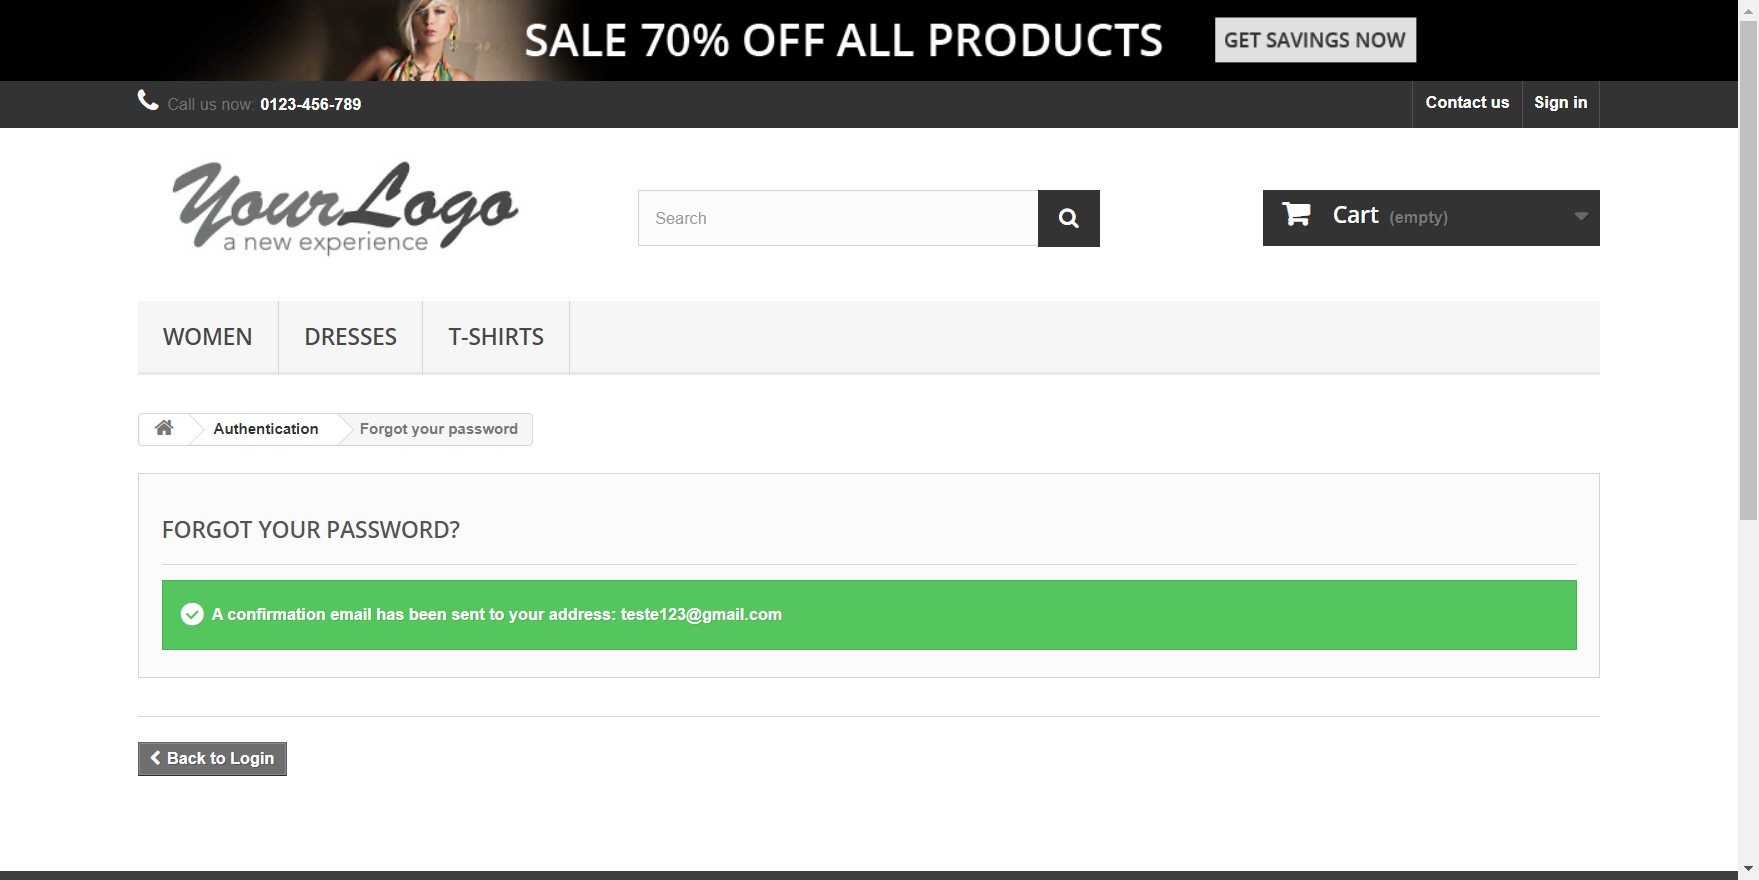 SALE 70% OFF ALL PRODUCTS GET SAVINGS NOW
Call us now: 0123-456-789 Contact us Sign in
YourLogo
a new experience
Search
Cart (empty)
WOMEN DRESSES T-SHIRTS
Authentication Forgot your password
FORGOT YOUR PASSWORD?
A confirmation email has been sent to your address: teste123@gmail.com
Back to Login